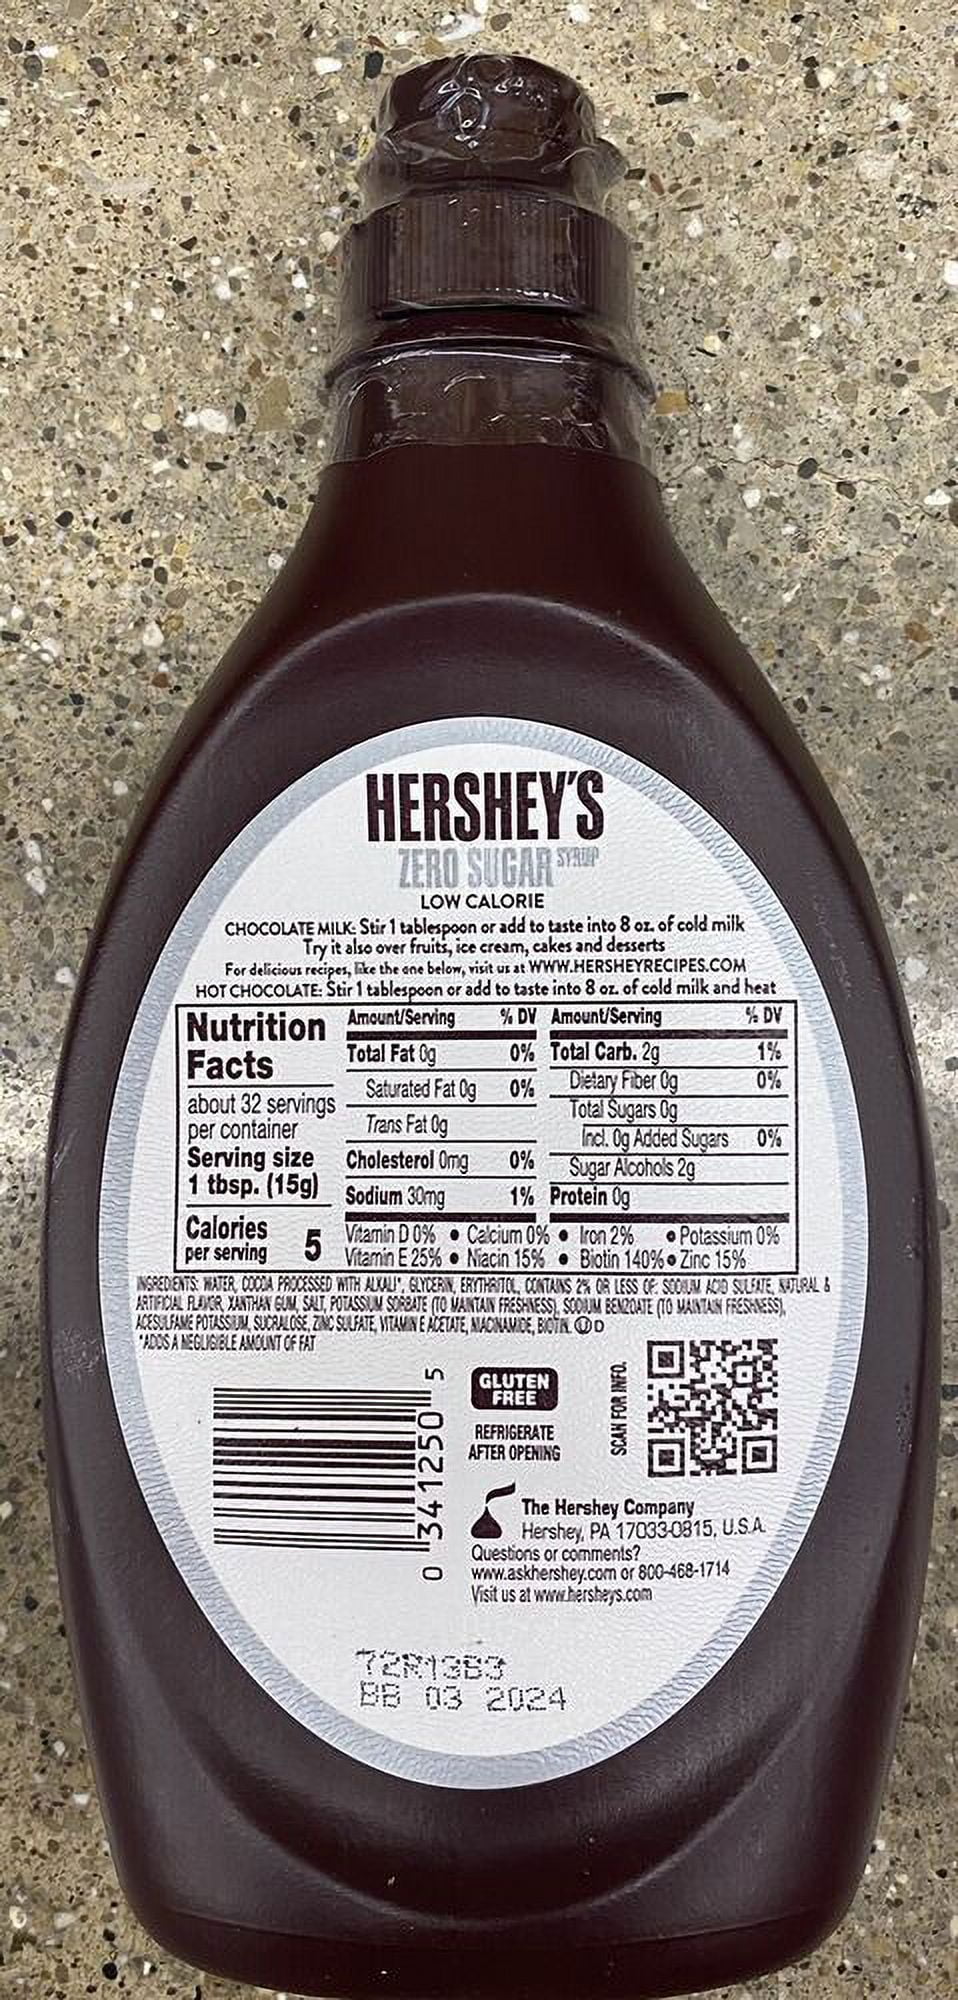 HERSHEY'S
ZERO SUGAR SYRUP
LOW CALORIE
CHOCOLATE MILK: Stir 1 tablespoon or add to taste into 8 oz. of cold milk
Try it also over fruits, ice cream, cakes and desserts
For delicious recipes, like the one below, visit us at WWW.HERSHEYRECIPES.COM
HOT CHOCOLATE: Stir 1 tablespoon or add to taste into 8 oz. of cold milk and heat
Nutrition
Facts
about 32 servings
per container
Serving size
1 tbsp. (15g)
Calories
per serving 5
Amount/Serving % DV
Total Fat 0g 0%
Saturated Fat 0g 0%
Trans Fat 0g
Cholesterol 0mg 0%
Sodium 30mg 1%
Amount/Serving % DV
Total Carb. 2g 1%
Dietary Fiber 0g 0%
Total Sugars 0g
Incl. 0g Added Sugars 0%
Sugar Alcohols 2g
Protein 0g
Vitamin D 0% • Calcium 0% • Iron 2% • Potassium 0%
Vitamin E 25% • Niacin 15% • Biotin 140% • Zinc 15%
INGREDIENTS: WATER, COCOA PROCESSED WITH ALKALI*, GLYCERIN, ERYTHRITOL, CONTAINS 2% OR LESS OF: SODIUM ACID SULFATE, NATURAL &
ARTIFICIAL FLAVOR, XANTHAN GUM, SALT, POTASSIUM SORBATE (TO MAINTAIN FRESHNESS), SODIUM BENZOATE (TO MAINTAIN FRESHNESS),
ACESULFAME POTASSIUM, SUCRALOSE, ZINC SULFATE, VITAMIN E ACETATE, NIACINAMIDE, BIOTIN. Ⓤ D
*ADDS A NEGLIGIBLE AMOUNT OF FAT
0 341250 5
GLUTEN
FREE
REFRIGERATE
AFTER OPENING
SCAN FOR INFO.
The Hershey Company
Hershey, PA 17033-0815, U.S.A.
Questions or comments?
www.askhershey.com or 800-468-1714
Visit us at www.hersheys.com
72R13B3
BB 03 2024